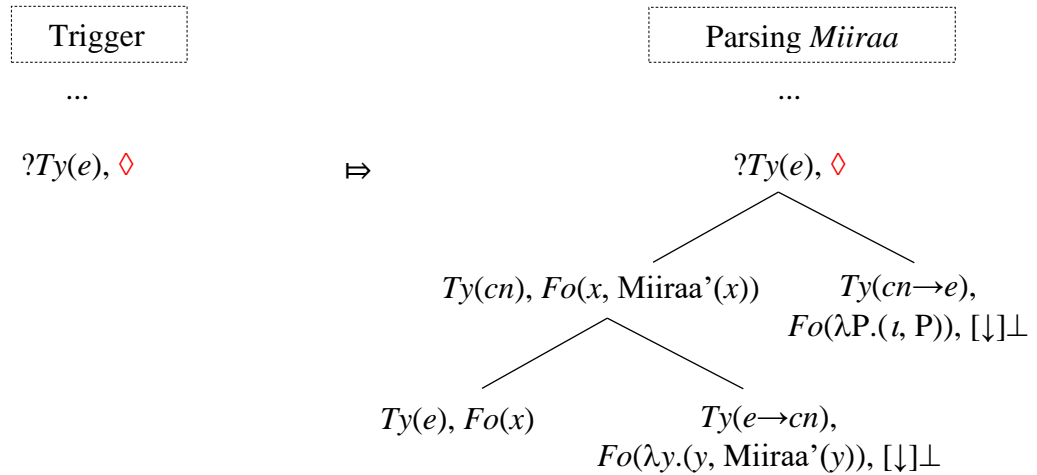 Trigger
Parsing Miiraa
...
...
?Ty(e), ◊
⤇
?Ty(e), ◊
Ty(cn), Fo(x, Miiraa’(x))
Ty(cn→e),
Fo(λP.(ι, P)), [↓]⊥
Ty(e), Fo(x)
Ty(e→cn),
Fo(λy.(y, Miiraa’(y)), [↓]⊥